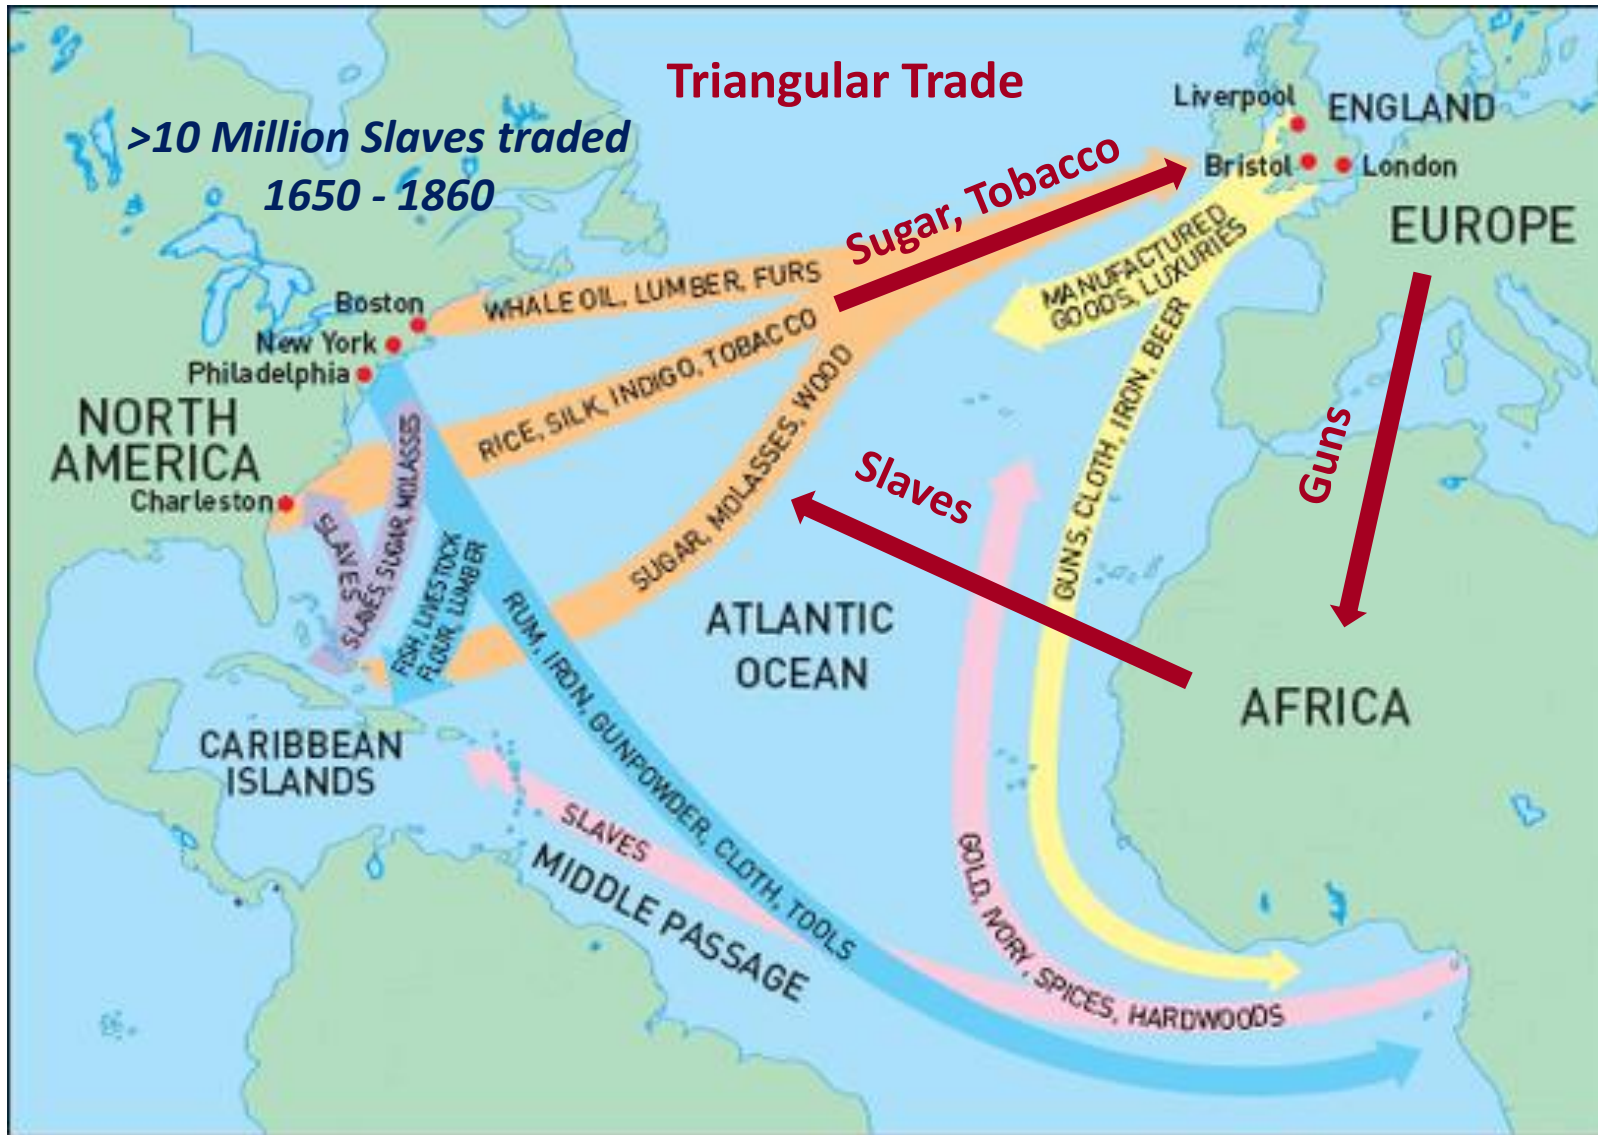 Triangular Trade
>10 Million Slaves traded
1650 - 1860
Liverpool
ENGLAND
Bristol
London
EUROPE
Sugar, Tobacco
MANUFACTURED
GOODS, LUXURIES
WHALE OIL, LUMBER, FURS
Boston
New York
Philadelphia
RICE, SILK, INDIGO, TOBACCO
NORTH
AMERICA
Charleston
SLAVES
SLAVES, SUGAR, MOLASSES
FISH, LIVESTOCK
FLOUR, LUMBER
SUGAR, MOLASSES, WOOD
Slaves
Guns
GUNS, CLOTH, IRON, BEER
ATLANTIC
OCEAN
AFRICA
CARIBBEAN
ISLANDS
RUM, IRON, GUNPOWDER, CLOTH, TOOLS
SLAVES
MIDDLE PASSAGE
GOLD, IVORY, SPICES, HARDWOODS